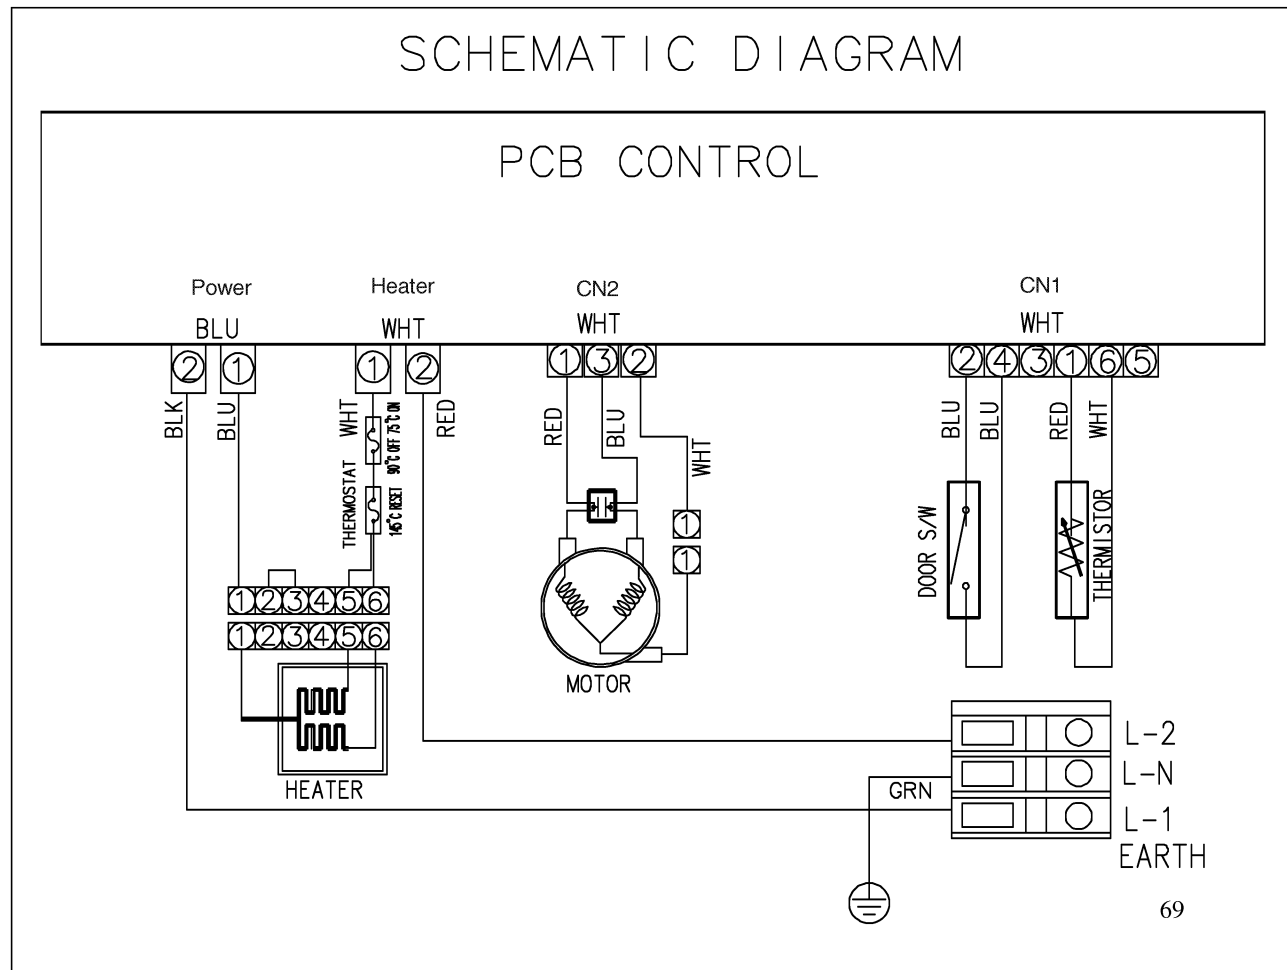 SCHEMATIC DIAGRAM
PCB CONTROL
Power
Heater
CN2
CN1
BLU
WHT
WHT
WHT
2
1
1
2
1
3
2
2
4
3
1
6
5
BLK
BLU
WHT
RED
RED
BLU
WHT
BLU
BLU
RED
WHT
THERMOSTAT
90°C OFF 75°C ON
145°C RESET
1
1
DOOR S/W
THERMISTOR
1 2 3 4 5 6
1 2 3 4 5 6
MOTOR
HEATER
L-2
L-N
GRN
L-1
EARTH
69